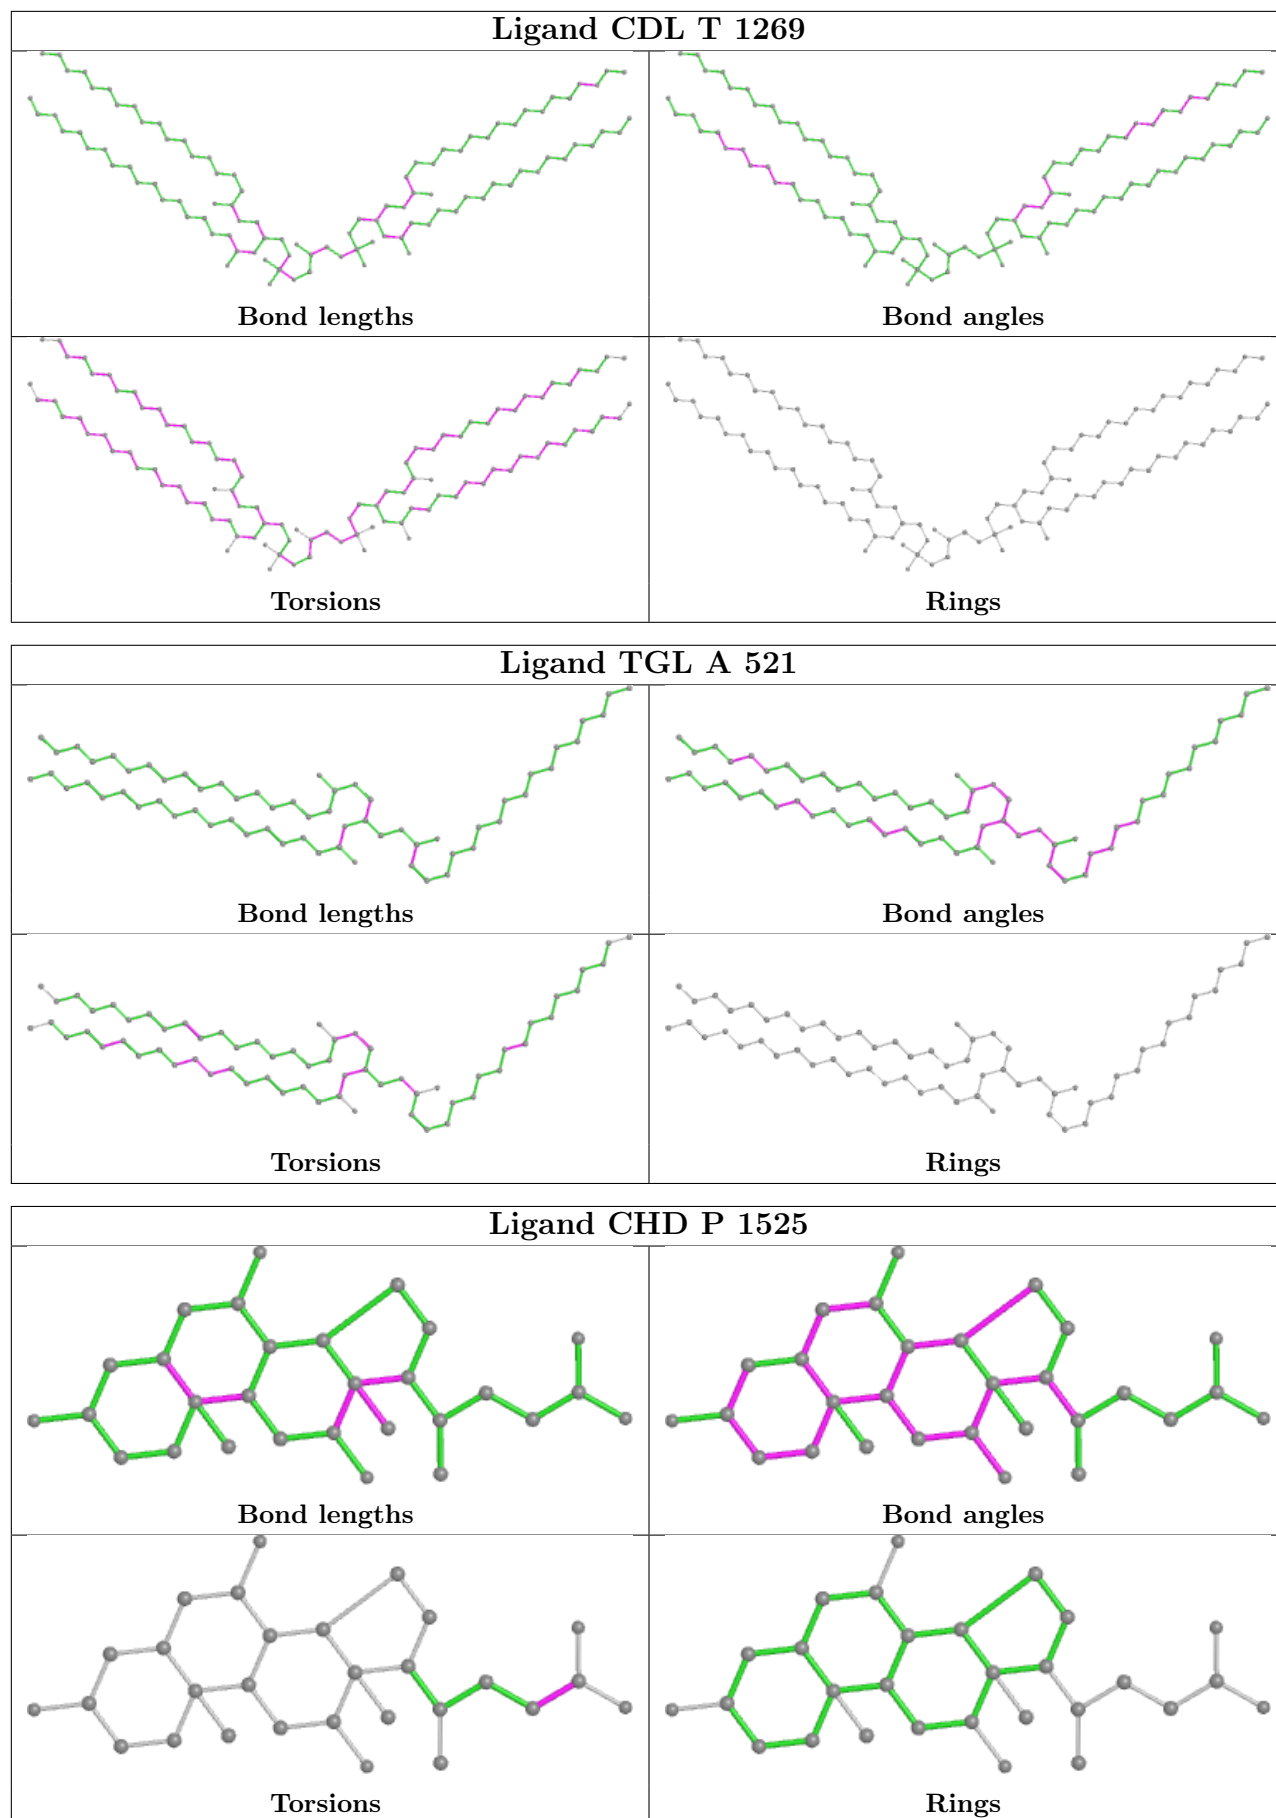 Ligand CDL T 1269
Bond lengths
Bond angles
Torsions
Rings
Ligand TGL A 521
Bond lengths
Bond angles
Torsions
Rings
Ligand CHD P 1525
Bond lengths
Bond angles
Torsions
Rings